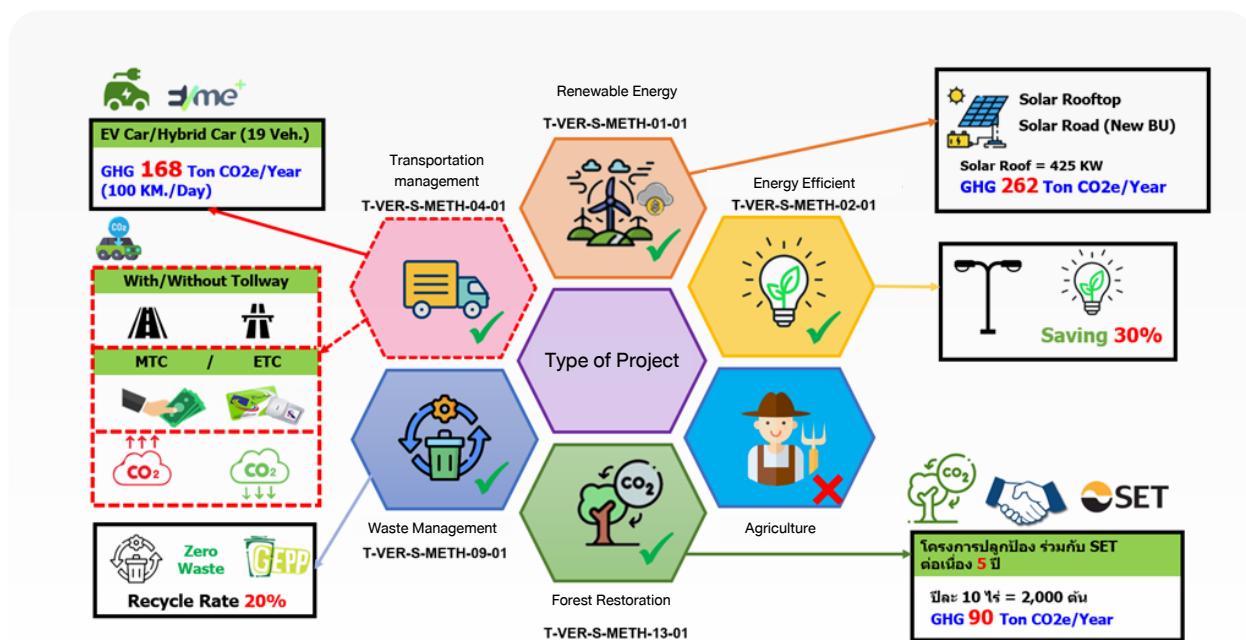 Renewable Energy
T-VER-S-METH-01-01
EV Car/Hybrid Car (19 Veh.)
GHG 168 Ton CO2e/Year
(100 KM./Day)
Transportation
management
T-VER-S-METH-04-01
Energy Efficient
T-VER-S-METH-02-01
Solar Rooftop
Solar Road (New BU)
Solar Roof = 425 KW
GHG 262 Ton CO2e/Year
CO2
With/Without Tollway
MTC / ETC
CO2
CO2
Saving 30%
Type of Project
CO2
Waste Management
T-VER-S-METH-09-01
Agriculture
Zero
Waste
GEPP
Recycle Rate 20%
Forest Restoration
T-VER-S-METH-13-01
CO2
SET
โครงการปลูกป้อง ร่วมกับ SET
ต่อเนื่อง 5 ปี
ปีละ 10 ไร่ = 2,000 ต้น
GHG 90 Ton CO2e/Year